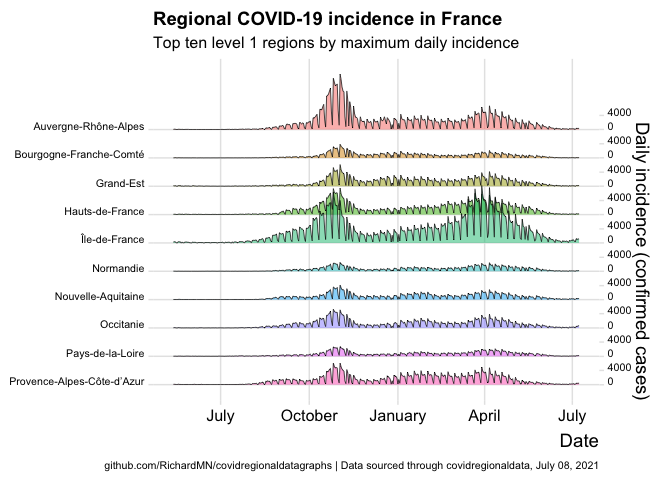 Regional COVID-19 incidence in France
Top ten level 1 regions by maximum daily incidence
Auvergne-Rhône-Alpes
Bourgogne-Franche-Comté
Grand-Est
Hauts-de-France
Île-de-France
Normandie
Nouvelle-Aquitaine
Occitanie
Pays-de-la-Loire
Provence-Alpes-Côte-d'Azur
4000
0
4000
0
4000
0
4000
0
4000
0
4000
0
4000
0
4000
0
4000
0
4000
0
Daily incidence (confirmed cases)
July October January April July
Date
github.com/RichardMN/covidregionaldatagraphs | Data sourced through covidregionaldata, July 08, 2021